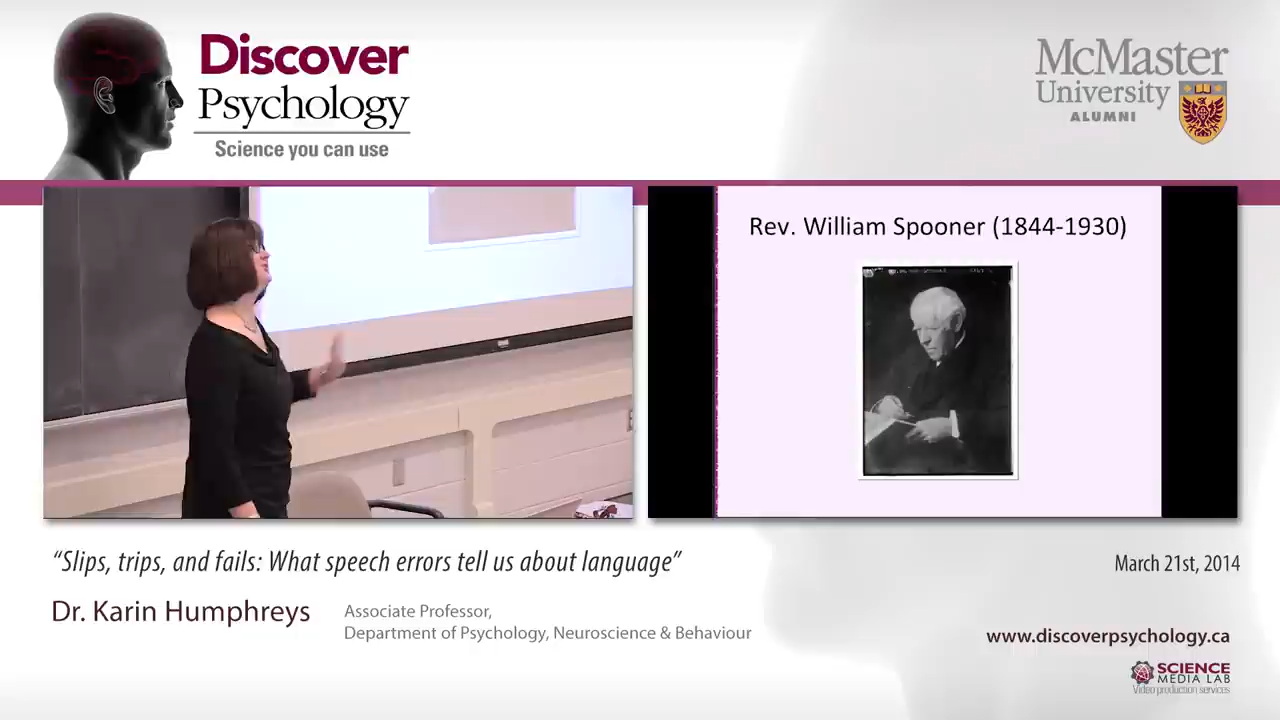 Discover
Psychology
Science you can use
McMaster
University
ALUMNI
Rev. William Spooner (1844-1930)
“Slips, trips, and fails: What speech errors tell us about language”
March 21st, 2014
Dr. Karin Humphreys
Associate Professor,
Department of Psychology, Neuroscience & Behaviour
www.discoverpsychology.ca
SCIENCE
MEDIA LAB
Video production services